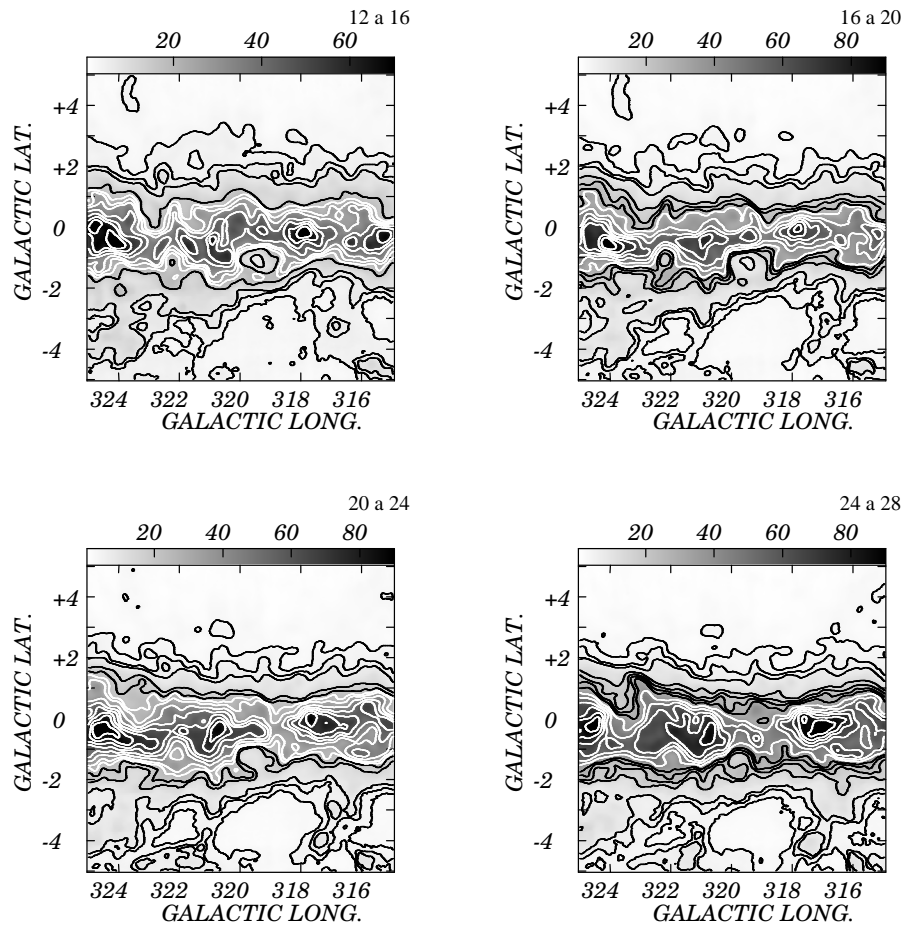 12 a 16
20 40 60
GALACTIC LAT.
+4
+2
0
-2
-4
324 322 320 318 316
GALACTIC LONG.
16 a 20
20 40 60 80
GALACTIC LAT.
+4
+2
0
-2
-4
324 322 320 318 316
GALACTIC LONG.
20 a 24
20 40 60 80
GALACTIC LAT.
+4
+2
0
-2
-4
324 322 320 318 316
GALACTIC LONG.
24 a 28
20 40 60 80
GALACTIC LAT.
+4
+2
0
-2
-4
324 322 320 318 316
GALACTIC LONG.